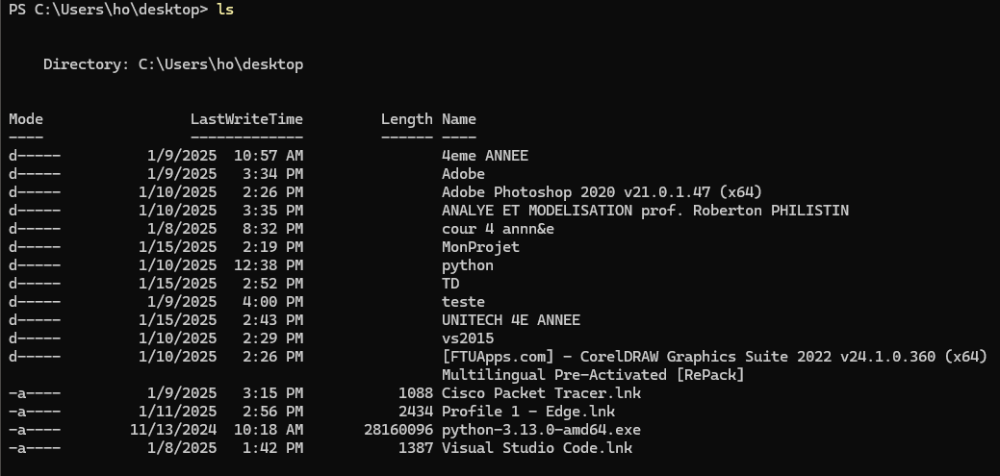 PS C:\Users\ho\desktop> ls
Directory: C:\Users\ho\desktop
Mode                 LastWriteTime         Length Name
----                 -------------         ------ ----
d-----          1/9/2025  10:57 AM                4eme ANNEE
d-----          1/9/2025   3:34 PM                Adobe
d-----         1/10/2025   2:26 PM                Adobe Photoshop 2020 v21.0.1.47 (x64)
d-----         1/10/2025   3:35 PM                ANALYE ET MODELISATION prof. Roberton PHILISTIN
d-----          1/8/2025   8:32 PM                cour 4 annn&e
d-----         1/15/2025   2:19 PM                MonProjet
d-----         1/10/2025  12:38 PM                python
d-----         1/15/2025   2:52 PM                TD
d-----          1/9/2025   4:00 PM                teste
d-----         1/15/2025   2:43 PM                UNITECH 4E ANNEE
d-----         1/10/2025   2:29 PM                vs2015
d-----         1/10/2025   2:26 PM                [FTUApps.com] - CorelDRAW Graphics Suite 2022 v24.1.0.360 (x64)
                                                  Multilingual Pre-Activated [RePack]
-a----          1/9/2025   3:15 PM           1088 Cisco Packet Tracer.lnk
-a----         1/11/2025   2:56 PM           2434 Profile 1 - Edge.lnk
-a----        11/13/2024  10:18 AM       28160096 python-3.13.0-amd64.exe
-a----          1/8/2025   1:42 PM           1387 Visual Studio Code.lnk